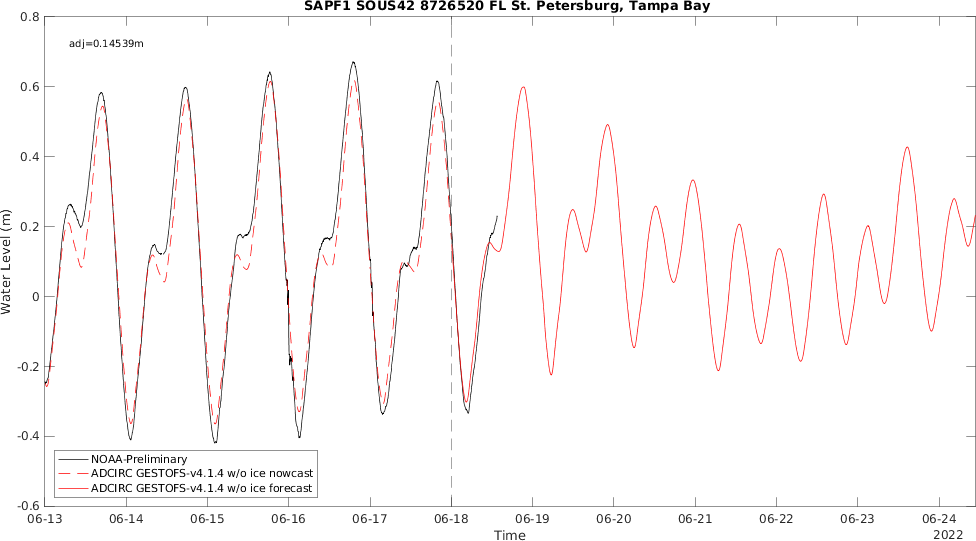 SAPF1 SOUS42 8726520 FL St. Petersburg, Tampa Bay
adj=0.14539m
0.8
0.6
0.4
0.2
0
-0.2
-0.4
-0.6
Water Level (m)
NOAA-Preliminary
ADCIRC GESTOFS-v4.1.4 w/o ice nowcast
ADCIRC GESTOFS-v4.1.4 w/o ice forecast
06-13 06-14 06-15 06-16 06-17 06-18 06-19 06-20 06-21 06-22 06-23 06-24
Time
2022